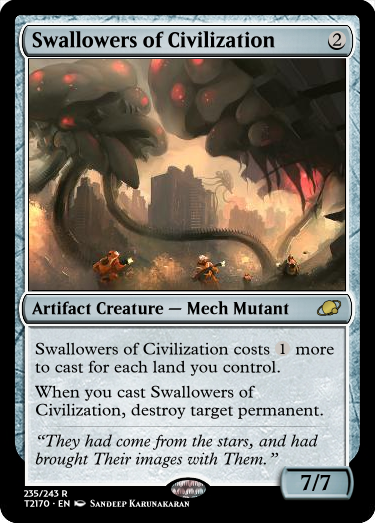 Swallowers of Civilization 2
Artifact Creature — Mech Mutant
Swallowers of Civilization costs 1 more
to cast for each land you control.
When you cast Swallowers of
Civilization, destroy target permanent.
“They had come from the stars, and had
brought Their images with Them.”
7/7
235/243 R
T2170 · EN Sandeep Karunakaran